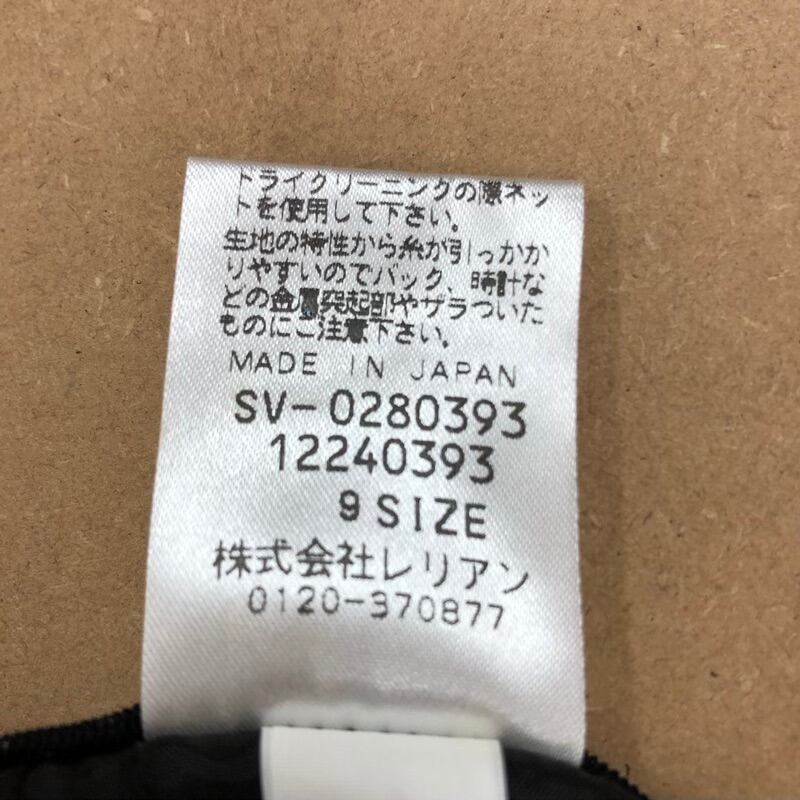 ドライクリーニングの際ネッ
トを使用して下さい。
生地の特性から糸が引っかか
りやすいのでバック、時計な
どの金属突起部やザラついた
ものにご注意下さい。
MADE IN JAPAN
SV-0280393
12240393
9 SIZE
株式会社レリアン
0120-370877